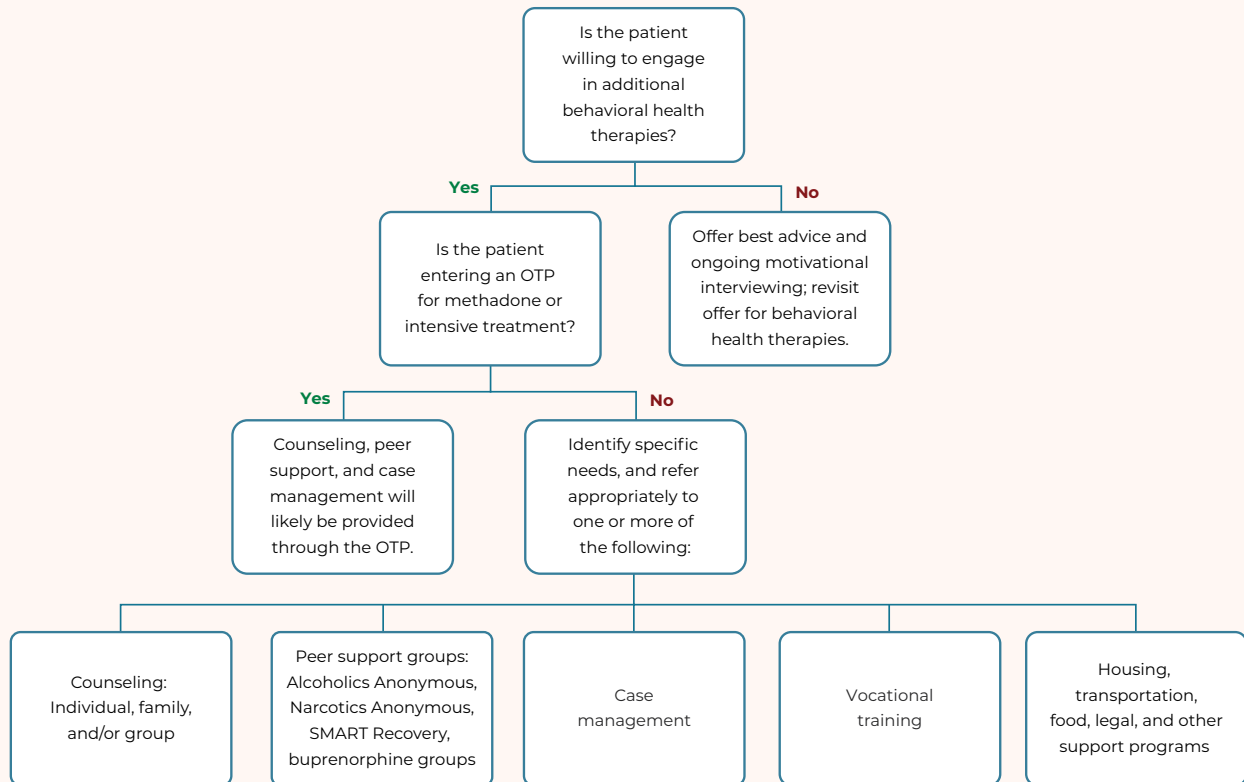 Is the patient
willing to engage
in additional
behavioral health
therapies?
Yes
No
Is the patient
entering an OTP
for methadone or
intensive treatment?
Offer best advice and
ongoing motivational
interviewing; revisit
offer for behavioral
health therapies.
Yes
No
Counseling, peer
support, and case
management will
likely be provided
through the OTP.
Identify specific
needs, and refer
appropriately to
one or more of
the following:
Counseling:
Individual, family,
and/or group
Peer support groups:
Alcoholics Anonymous,
Narcotics Anonymous,
SMART Recovery,
buprenorphine groups
Case
management
Vocational
training
Housing,
transportation,
food, legal, and other
support programs